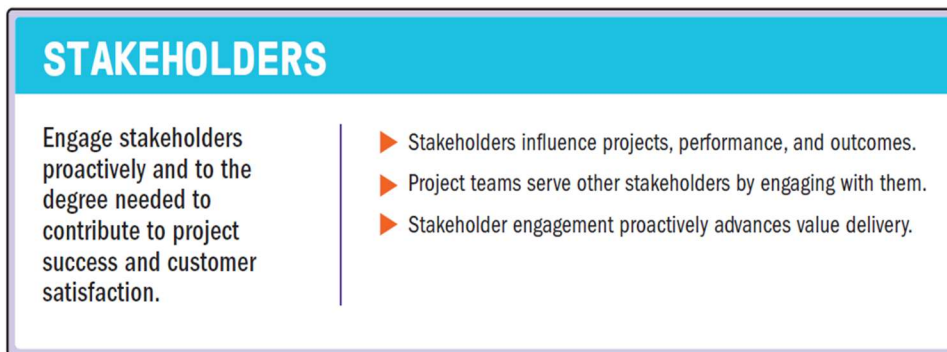 STAKEHOLDERS
Engage stakeholders
proactively and to the
degree needed to
contribute to project
success and customer
satisfaction.
Stakeholders influence projects, performance, and outcomes.
Project teams serve other stakeholders by engaging with them.
Stakeholder engagement proactively advances value delivery.